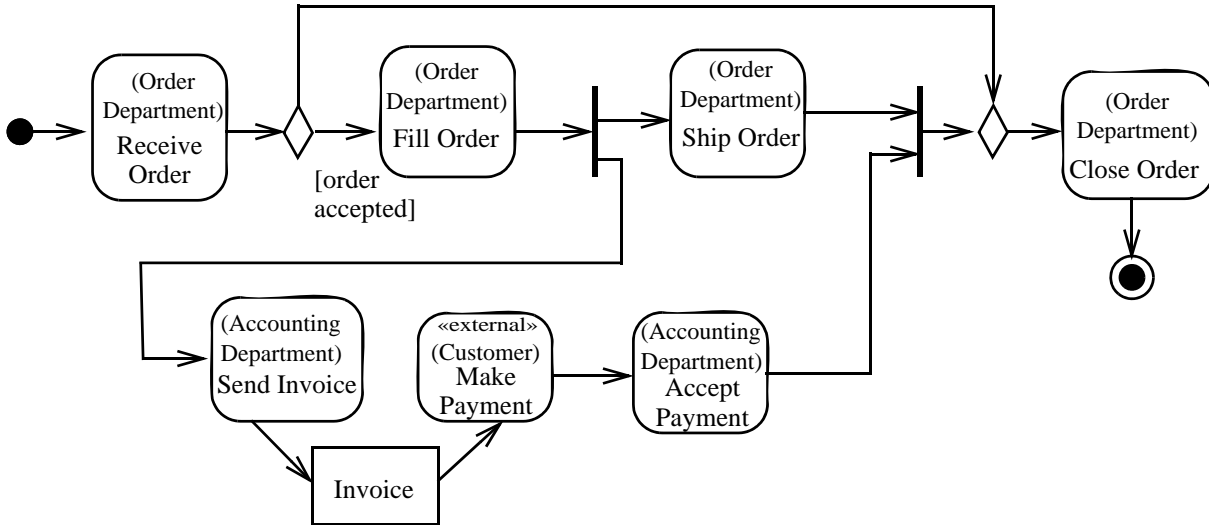 (Order
Department)
Receive
Order
[order
accepted]
(Order
Department)
Fill Order
(Order
Department)
Ship Order
(Order
Department)
Close Order
(Accounting
Department)
Send Invoice
Invoice
«external»
(Customer)
Make
Payment
(Accounting
Department)
Accept
Payment